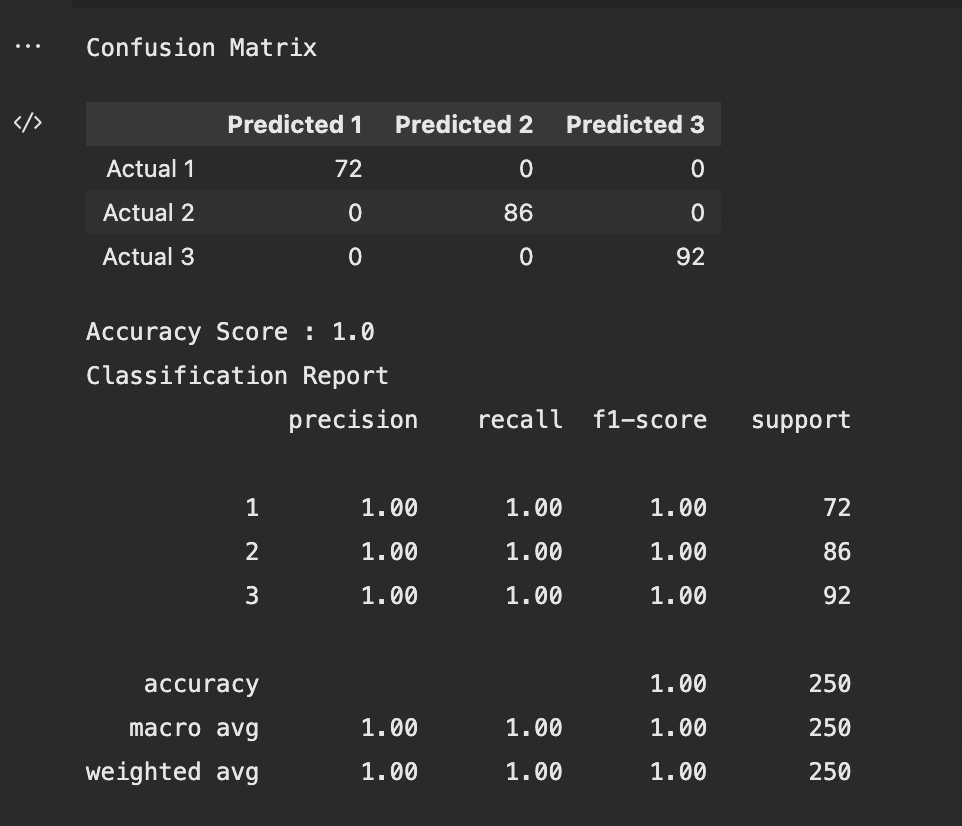 Confusion Matrix
Predicted 1 Predicted 2 Predicted 3
Actual 1 72 0 0
Actual 2 0 86 0
Actual 3 0 0 92
Accuracy Score : 1.0
Classification Report
precision recall f1-score support
1 1.00 1.00 1.00 72
2 1.00 1.00 1.00 86
3 1.00 1.00 1.00 92
accuracy 1.00 250
macro avg 1.00 1.00 1.00 250
weighted avg 1.00 1.00 1.00 250